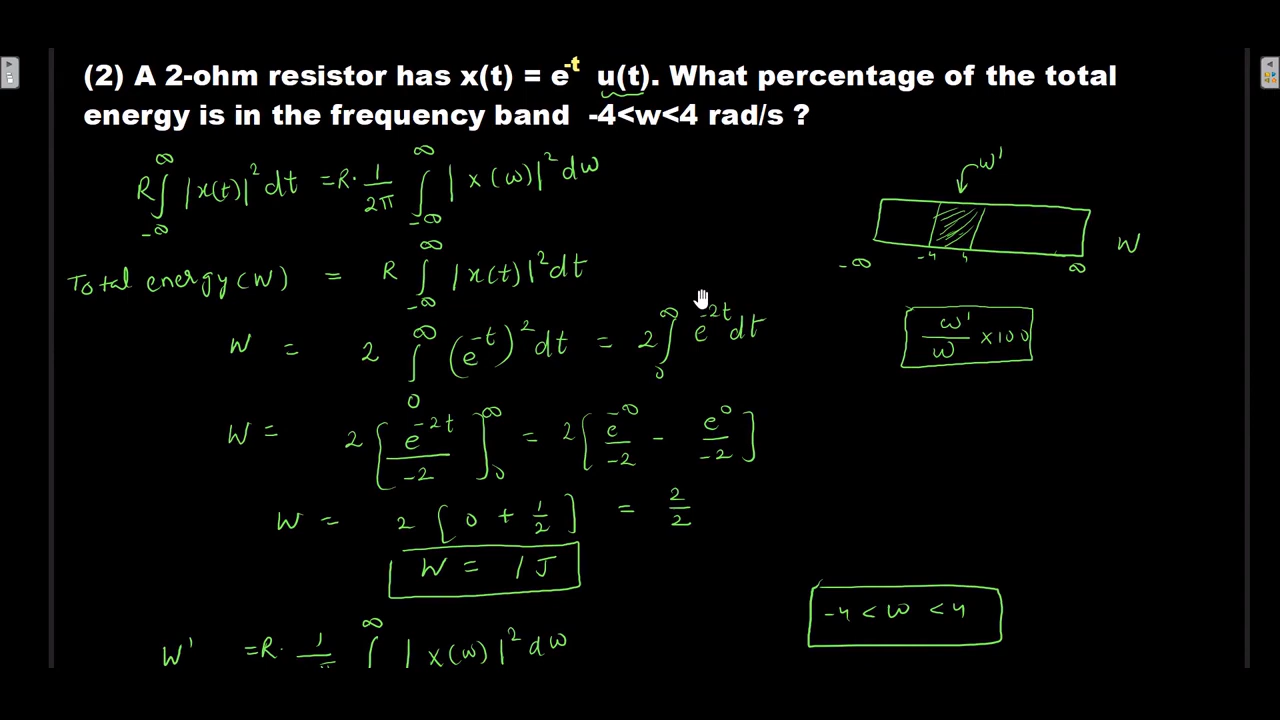 (2) A 2-ohm resistor has x(t) = e^-t u(t). What percentage of the total
energy is in the frequency band -4<w<4 rad/s ?
R ∫_-∞^∞ |x(t)|^2 dt = R· 1/2π ∫_-∞^∞ |x(ω)|^2 dω
Total energy(W) = R ∫_-∞^∞ |x(t)|^2 dt
W = 2 ∫_0^∞ (e^-t)^2 dt = 2 ∫_0^∞ e^-2t dt
W = 2 [e^-2t / -2]_0^∞ = 2 [e^-∞ / -2 - e^0 / -2]
W = 2 [0 + 1/2] = 2/2
W = 1 J
W' = R· 1/π ∫^∞ |x(ω)|^2 dω
ω'
-∞ -4 4 ∞ W
ω'/ω × 100
-4 < ω < 4